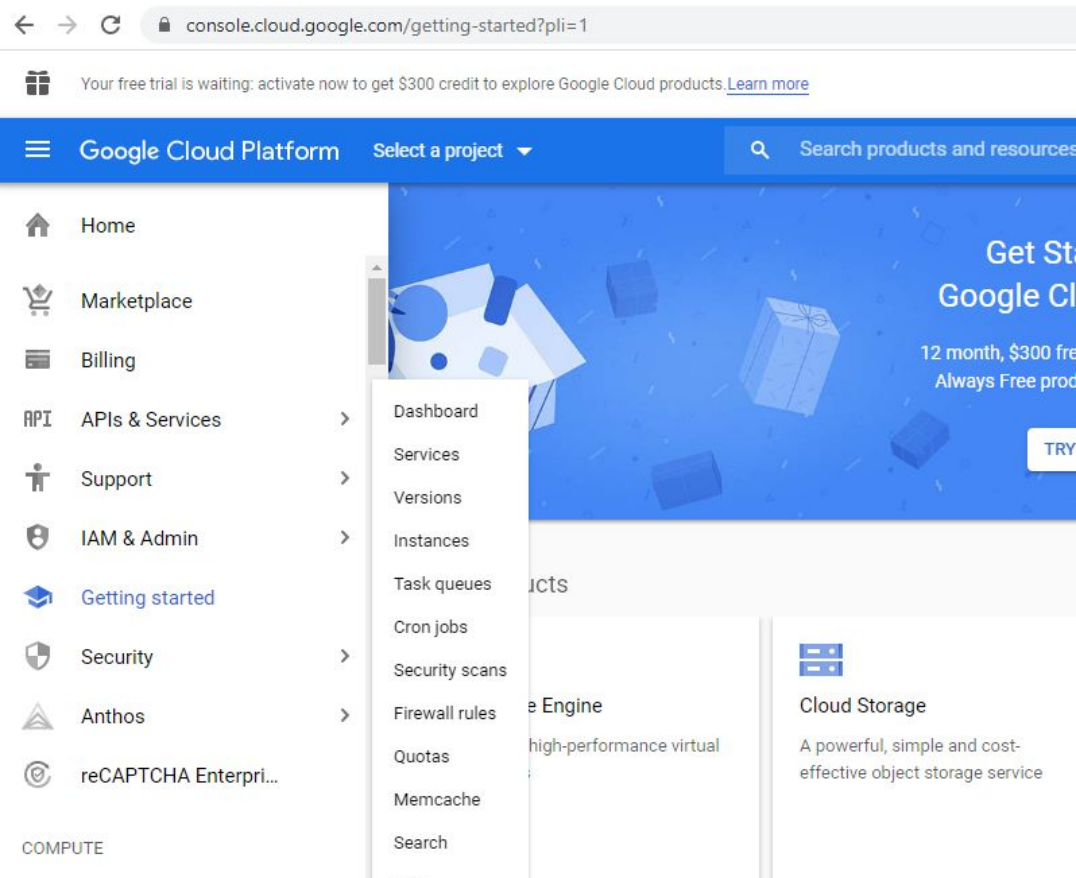 console.cloud.google.com/getting-started?pli=1
Your free trial is waiting: activate now to get $300 credit to explore Google Cloud products. Learn more
Google Cloud Platform
Select a project
Search products and resources
Home
Marketplace
Billing
API APIs & Services
Support
IAM & Admin
Getting started
Security
Anthos
reCAPTCHA Enterpri...
COMPUTE
Dashboard
Services
Versions
Instances
Task queues
Cron jobs
Security scans
Firewall rules
Quotas
Memcache
Search
Get Sta
Google Cl
12 month, $300 fre
Always Free prod
TRY
ucts
e Engine
high-performance virtual
Cloud Storage
A powerful, simple and cost-
effective object storage service